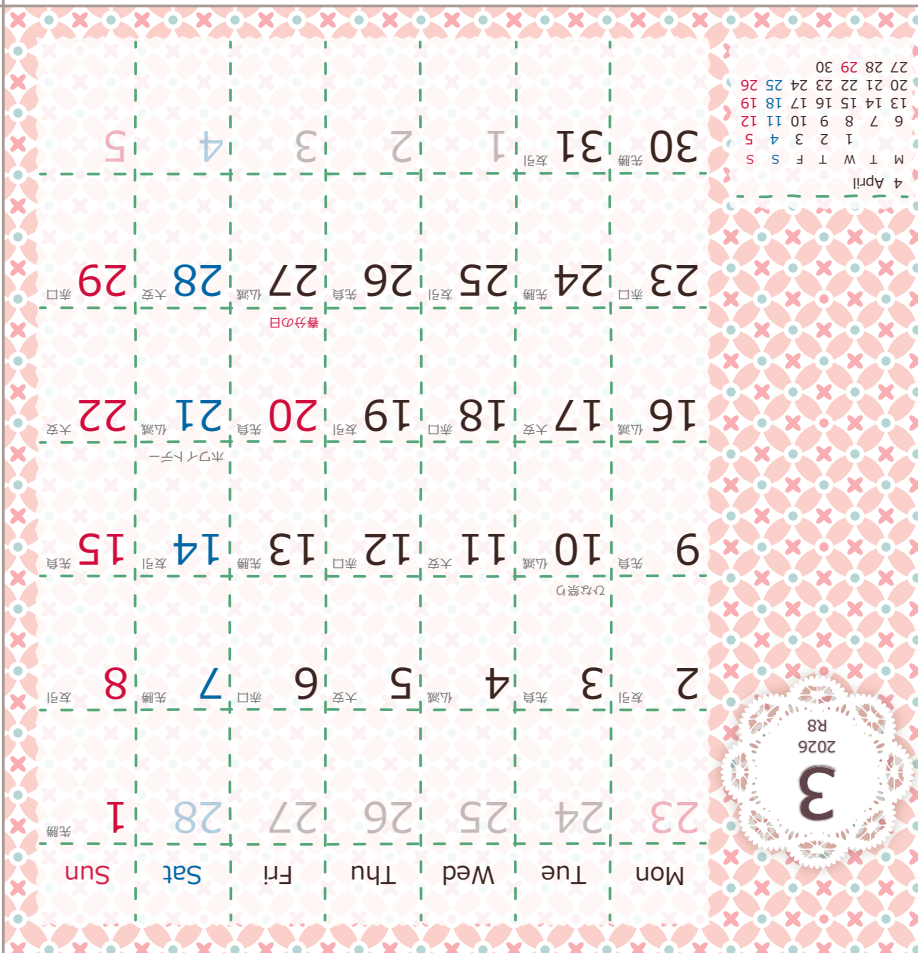 3
2026
R8
Mon Tue Wed Thu Fri Sat Sun
23 24 25 26 27 28 1 先勝
2 友引 3 先負 4 仏滅 5 大安 6 赤口 7 先勝 8 友引
ひな祭り
9 先負 10 仏滅 11 大安 12 赤口 13 先勝 14 友引 15 先負
ホワイトデー
16 仏滅 17 大安 18 赤口 19 友引 20 先負 21 仏滅 22 大安
春分の日
23 赤口 24 先勝 25 友引 26 先負 27 仏滅 28 大安 29 赤口
30 先勝 31 友引 1 2 3 4 5
4 April
M T W T F S S
1 2 3 4 5
6 7 8 9 10 11 12
13 14 15 16 17 18 19
20 21 22 23 24 25 26
27 28 29 30